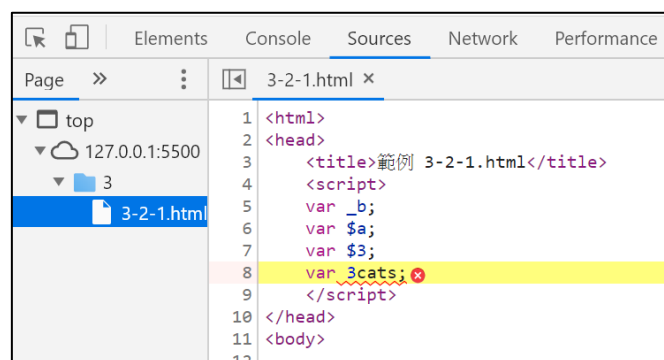 Elements Console Sources Network Performance
Page » 3-2-1.html ×
top
127.0.0.1:5500
3
3-2-1.html
1 <html>
2 <head>
3 <title>範例 3-2-1.html</title>
4 <script>
5 var _b;
6 var $a;
7 var $3;
8 var 3cats;
9 </script>
10 </head>
11 <body>